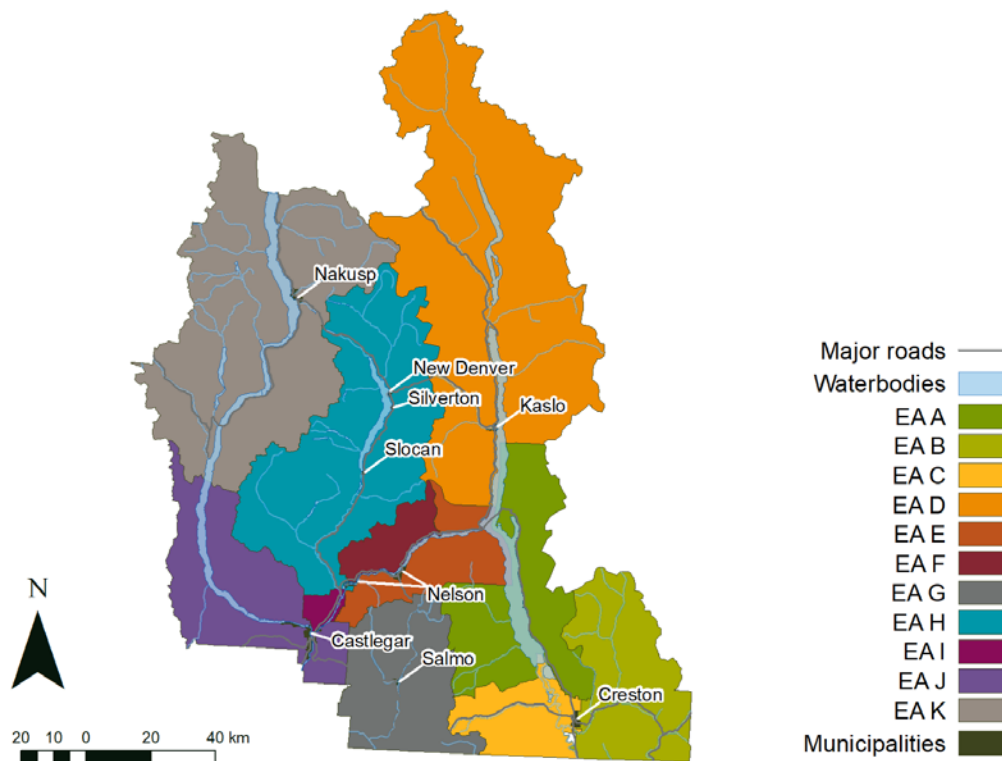 Nakusp
New Denver
Silverton
Kaslo
Slocan
Nelson
Castlegar
Salmo
Creston
N
20 10 0 20 40 km
Major roads
Waterbodies
EA A
EA B
EA C
EA D
EA E
EA F
EA G
EA H
EA I
EA J
EA K
Municipalities